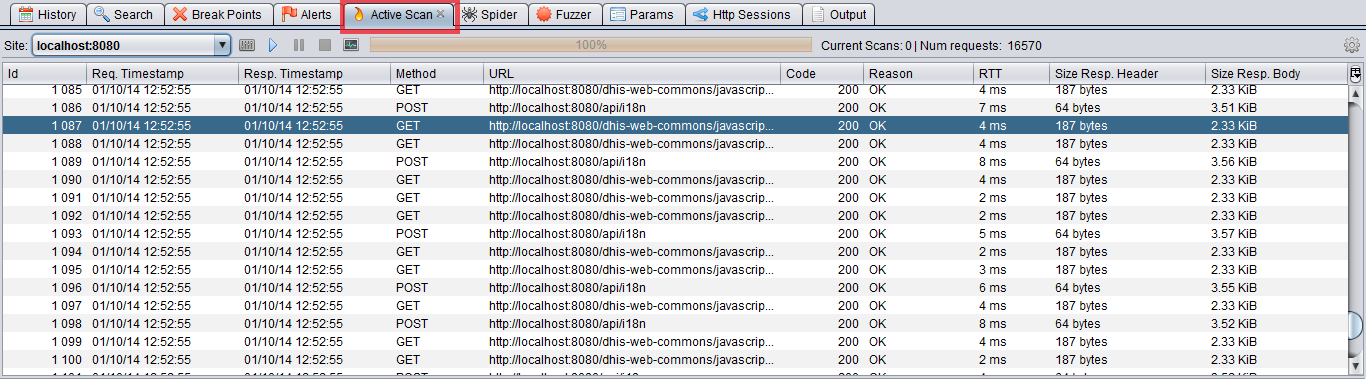 History Search Break Points Alerts Active Scan Spider Fuzzer Params Http Sessions Output
Site: localhost:8080 100% Current Scans: 0 | Num requests: 16570
Id Req. Timestamp Resp. Timestamp Method URL Code Reason RTT Size Resp. Header Size Resp. Body
1 085 01/10/14 12:52:55 01/10/14 12:52:55 GET http://localhost:8080/dhis-web-commons/javascrip... 200 OK 4 ms 187 bytes 2.33 KiB
1 086 01/10/14 12:52:55 01/10/14 12:52:55 POST http://localhost:8080/api/i18n 200 OK 7 ms 64 bytes 3.51 KiB
1 087 01/10/14 12:52:55 01/10/14 12:52:55 GET http://localhost:8080/dhis-web-commons/javascrip... 200 OK 4 ms 187 bytes 2.33 KiB
1 088 01/10/14 12:52:55 01/10/14 12:52:55 GET http://localhost:8080/dhis-web-commons/javascrip... 200 OK 4 ms 187 bytes 2.33 KiB
1 089 01/10/14 12:52:55 01/10/14 12:52:55 POST http://localhost:8080/api/i18n 200 OK 8 ms 64 bytes 3.56 KiB
1 090 01/10/14 12:52:55 01/10/14 12:52:55 GET http://localhost:8080/dhis-web-commons/javascrip... 200 OK 4 ms 187 bytes 2.33 KiB
1 091 01/10/14 12:52:55 01/10/14 12:52:55 GET http://localhost:8080/dhis-web-commons/javascrip... 200 OK 2 ms 187 bytes 2.33 KiB
1 092 01/10/14 12:52:55 01/10/14 12:52:55 GET http://localhost:8080/dhis-web-commons/javascrip... 200 OK 2 ms 187 bytes 2.33 KiB
1 093 01/10/14 12:52:55 01/10/14 12:52:55 POST http://localhost:8080/api/i18n 200 OK 5 ms 64 bytes 3.57 KiB
1 094 01/10/14 12:52:55 01/10/14 12:52:55 GET http://localhost:8080/dhis-web-commons/javascrip... 200 OK 2 ms 187 bytes 2.33 KiB
1 095 01/10/14 12:52:55 01/10/14 12:52:55 GET http://localhost:8080/dhis-web-commons/javascrip... 200 OK 3 ms 187 bytes 2.33 KiB
1 096 01/10/14 12:52:55 01/10/14 12:52:55 POST http://localhost:8080/api/i18n 200 OK 6 ms 64 bytes 3.55 KiB
1 097 01/10/14 12:52:55 01/10/14 12:52:55 GET http://localhost:8080/dhis-web-commons/javascrip... 200 OK 4 ms 187 bytes 2.33 KiB
1 098 01/10/14 12:52:55 01/10/14 12:52:55 POST http://localhost:8080/api/i18n 200 OK 8 ms 64 bytes 3.52 KiB
1 099 01/10/14 12:52:55 01/10/14 12:52:55 GET http://localhost:8080/dhis-web-commons/javascrip... 200 OK 4 ms 187 bytes 2.33 KiB
1 100 01/10/14 12:52:55 01/10/14 12:52:55 GET http://localhost:8080/dhis-web-commons/javascrip... 200 OK 2 ms 187 bytes 2.33 KiB